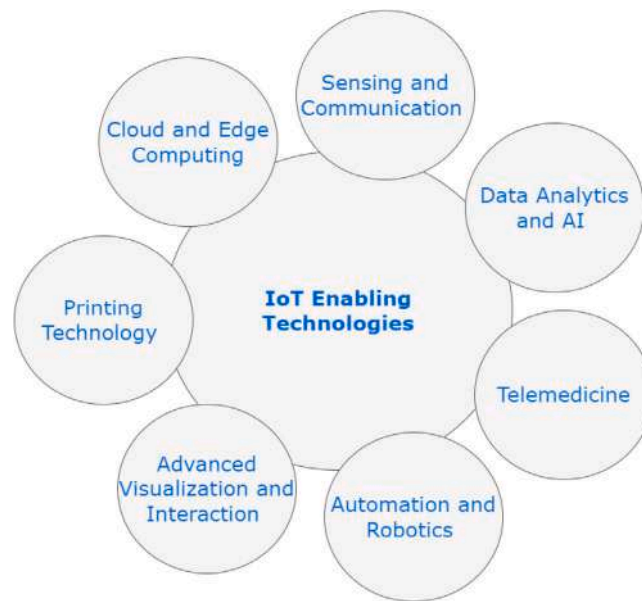 Sensing and
Communication
Cloud and Edge
Computing
Data Analytics
and AI
IoT Enabling
Technologies
Printing
Technology
Telemedicine
Advanced
Visualization and
Interaction
Automation and
Robotics